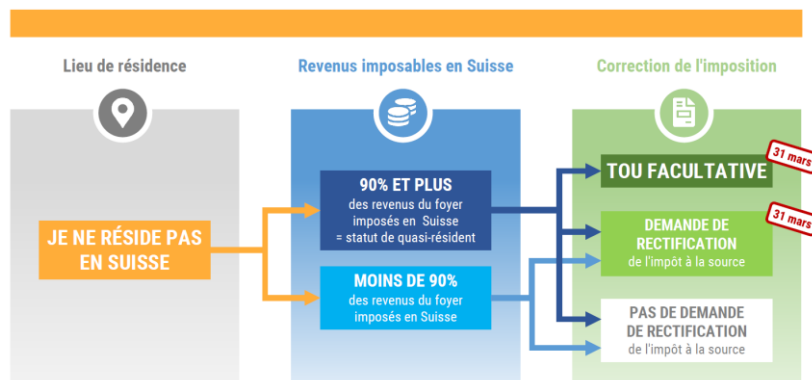 Lieu de résidence
Revenus imposables en Suisse
Correction de l'imposition
JE NE RÉSIDE PAS
EN SUISSE
90% ET PLUS
des revenus du foyer
imposés en Suisse
= statut de quasi-résident
MOINS DE 90%
des revenus du foyer
imposés en Suisse
TOU FACULTATIVE
31 mars
DEMANDE DE
RECTIFICATION
de l'impôt à la source
31 mars
PAS DE DEMANDE
DE RECTIFICATION
de l'impôt à la source